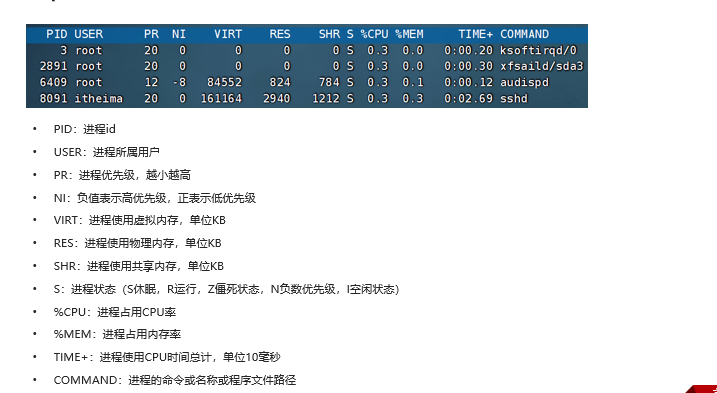 PID USER PR NI VIRT RES SHR S %CPU %MEM TIME+ COMMAND
3 root 20 0 0 0 0 S 0.3 0.0 0:00.20 ksoftirqd/0
2891 root 20 0 0 0 0 S 0.3 0.0 0:00.30 xfsaild/sda3
6409 root 12 -8 84552 824 784 S 0.3 0.1 0:00.12 audispd
8091 itheima 20 0 161164 2940 1212 S 0.3 0.3 0:02.69 sshd
• PID：进程id
• USER：进程所属用户
• PR：进程优先级，越小越高
• NI：负值表示高优先级，正表示低优先级
• VIRT：进程使用虚拟内存，单位KB
• RES：进程使用物理内存，单位KB
• SHR：进程使用共享内存，单位KB
• S：进程状态（S休眠，R运行，Z僵死状态，N负数优先级，I空闲状态）
• %CPU：进程占用CPU率
• %MEM：进程占用内存率
• TIME+：进程使用CPU时间总计，单位10毫秒
• COMMAND：进程的命令或名称或程序文件路径